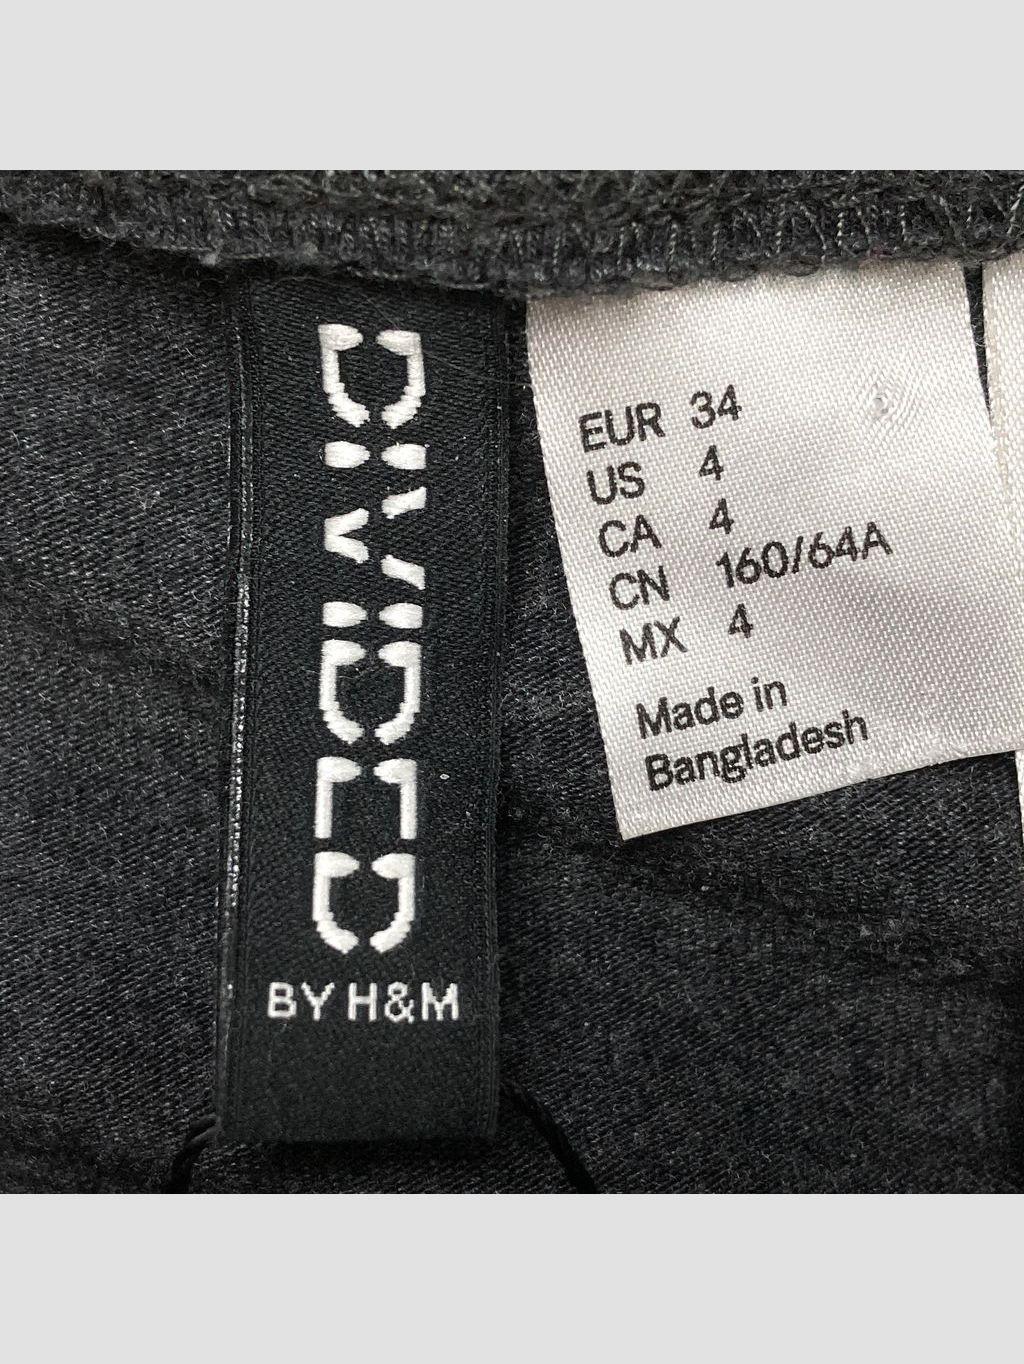 DIVIDED
BY H&M
EUR 34
US 4
CA 4
CN 160/64A
MX 4
Made in
Bangladesh